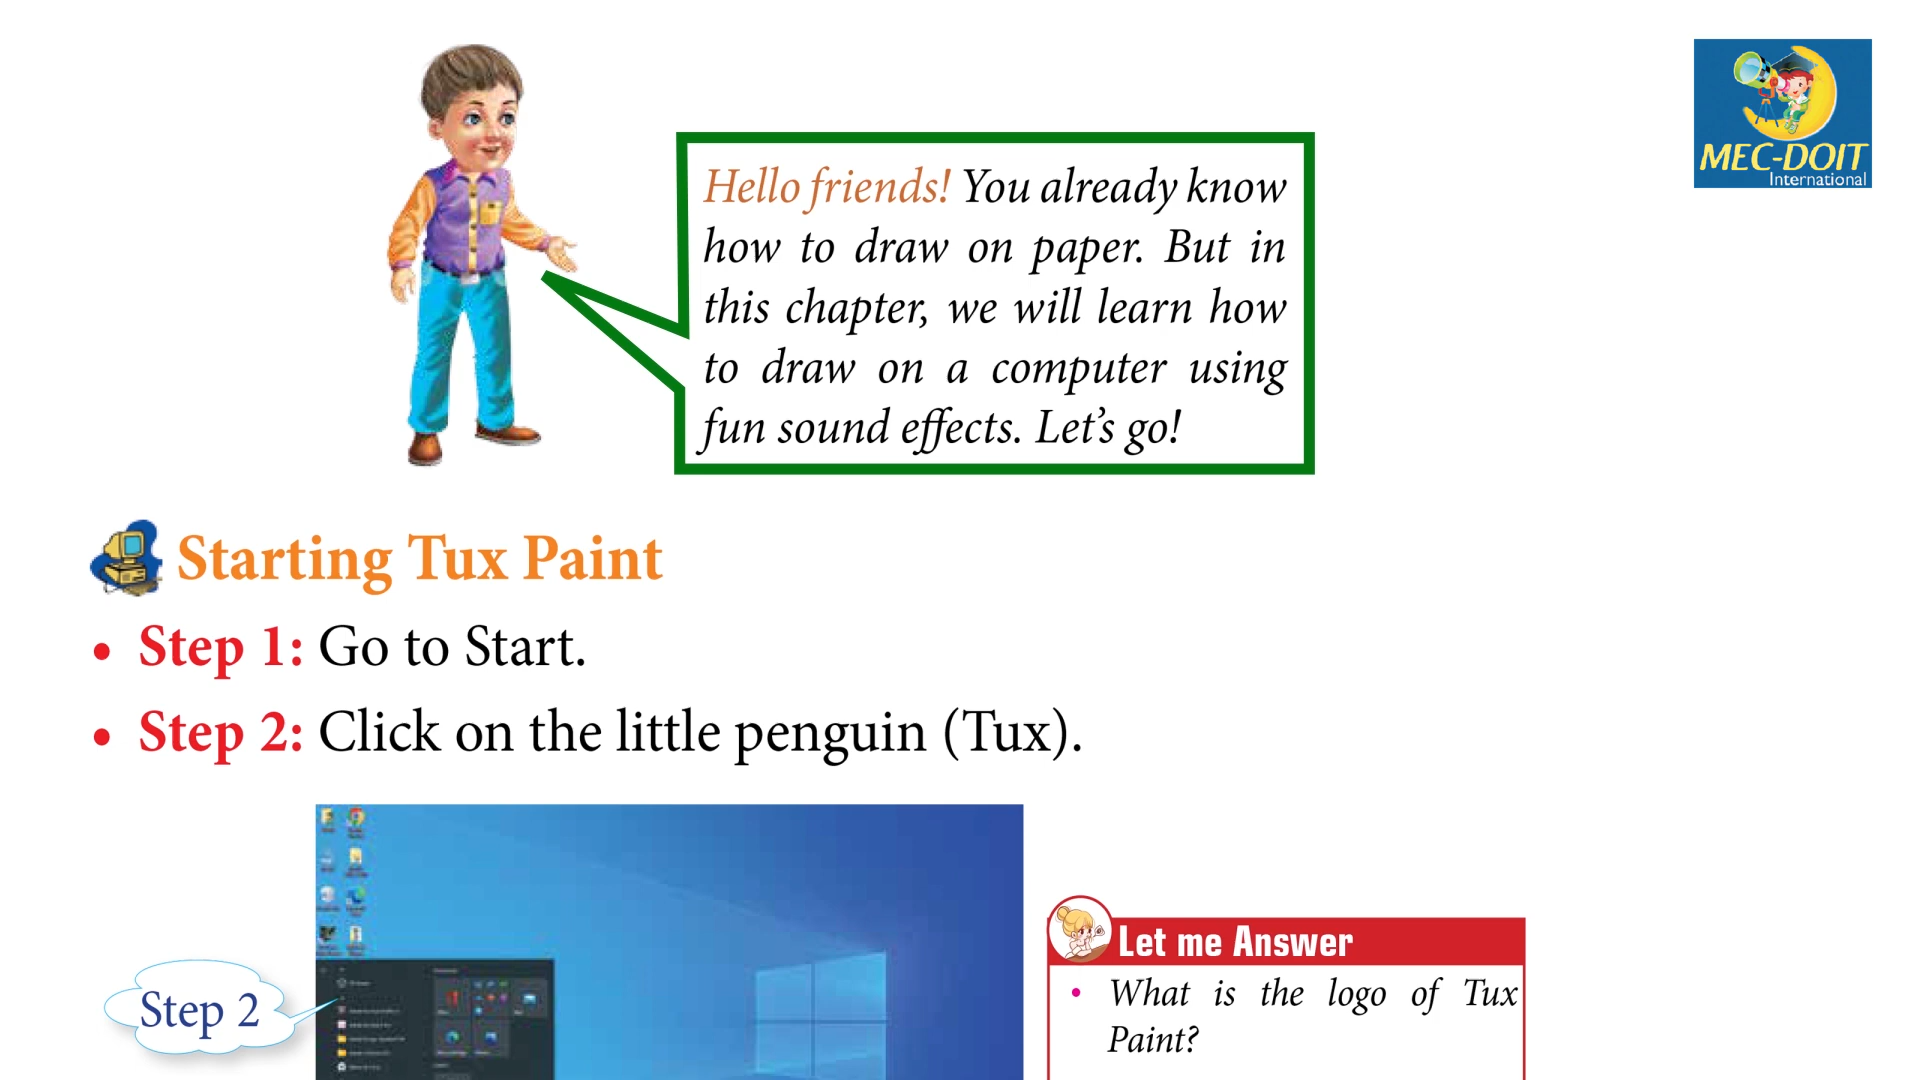 MEC-DOIT
International
Hello friends! You already know
how to draw on paper. But in
this chapter, we will learn how
to draw on a computer using
fun sound effects. Let's go!
Starting Tux Paint
• Step 1: Go to Start.
• Step 2: Click on the little penguin (Tux).
Step 2
Let me Answer
• What is the logo of Tux
Paint?